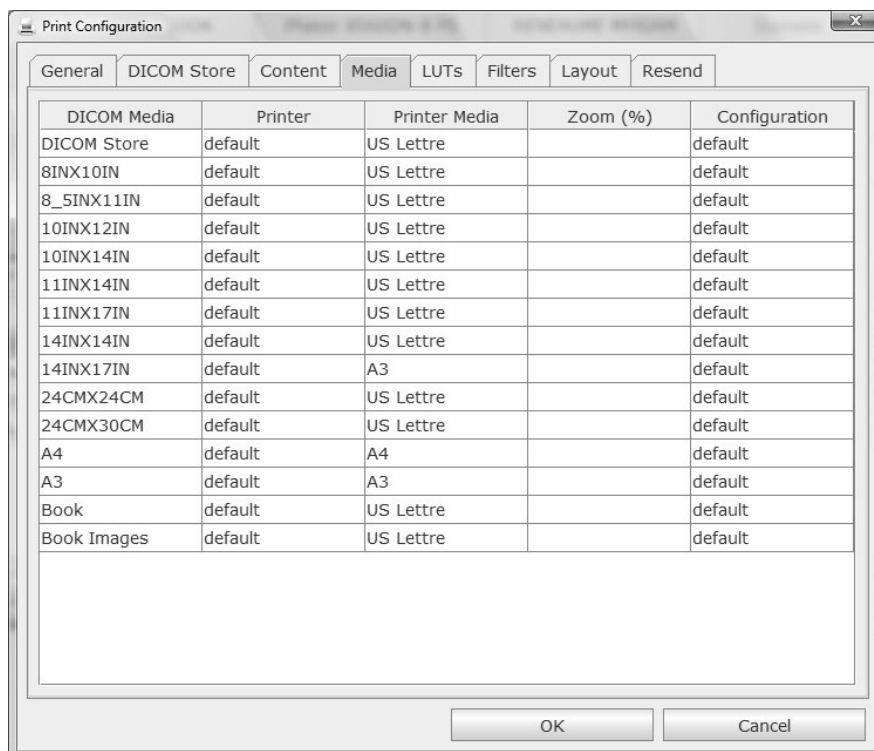 Print Configuration
General DICOM Store Content Media LUTs Filters Layout Resend
DICOM Media Printer Printer Media Zoom (%) Configuration
DICOM Store default US Lettre default
8INX10IN default US Lettre default
8_5INX11IN default US Lettre default
10INX12IN default US Lettre default
10INX14IN default US Lettre default
11INX14IN default US Lettre default
11INX17IN default US Lettre default
14INX14IN default US Lettre default
14INX17IN default A3 default
24CMX24CM default US Lettre default
24CMX30CM default US Lettre default
A4 default A4 default
A3 default A3 default
Book default US Lettre default
Book Images default US Lettre default
OK Cancel